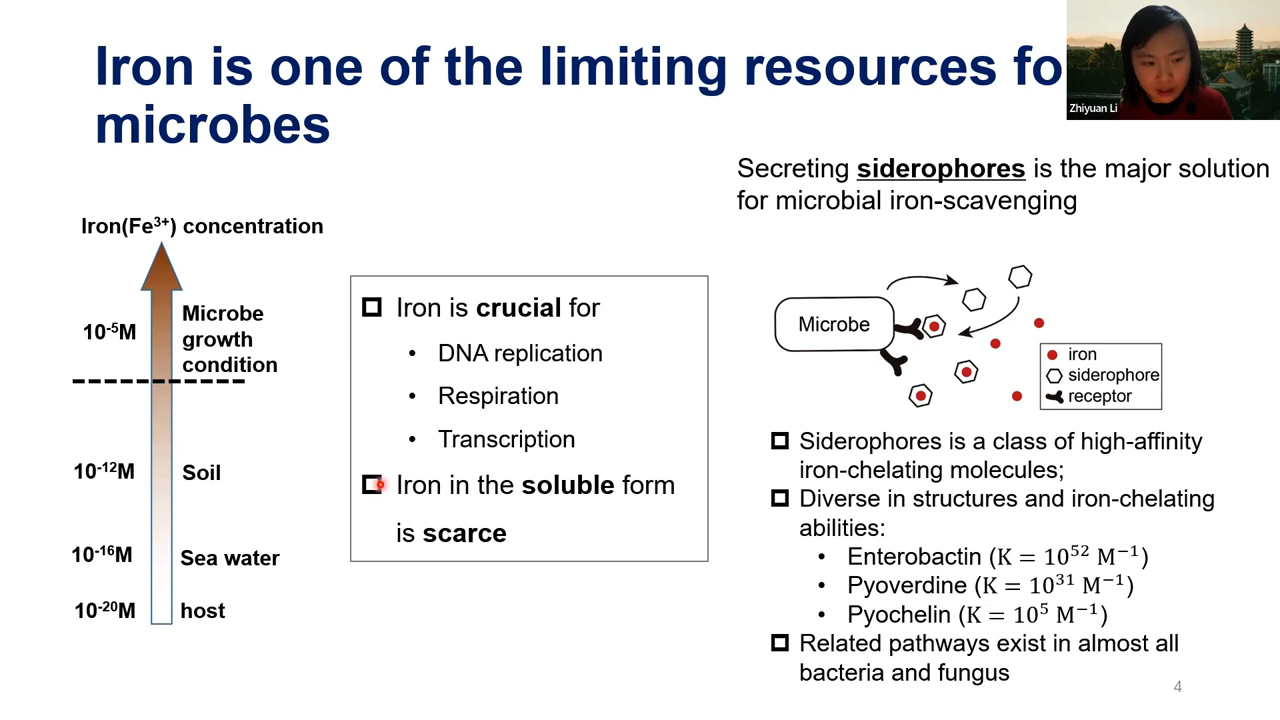 Iron is one of the limiting resources fo
microbes
Zhiyuan Li
Secreting siderophores is the major solution
for microbial iron-scavenging
Iron(Fe³⁺) concentration
10⁻⁵M
Microbe
growth
condition
10⁻¹²M
Soil
10⁻¹⁶M
Sea water
10⁻²⁰M
host
Iron is crucial for
• DNA replication
• Respiration
• Transcription
Iron in the soluble form
is scarce
Microbe
iron
siderophore
receptor
Siderophores is a class of high-affinity
iron-chelating molecules;
Diverse in structures and iron-chelating
abilities:
• Enterobactin (K = 10⁵² M⁻¹)
• Pyoverdine (K = 10³¹ M⁻¹)
• Pyochelin (K = 10⁵ M⁻¹)
Related pathways exist in almost all
bacteria and fungus
4